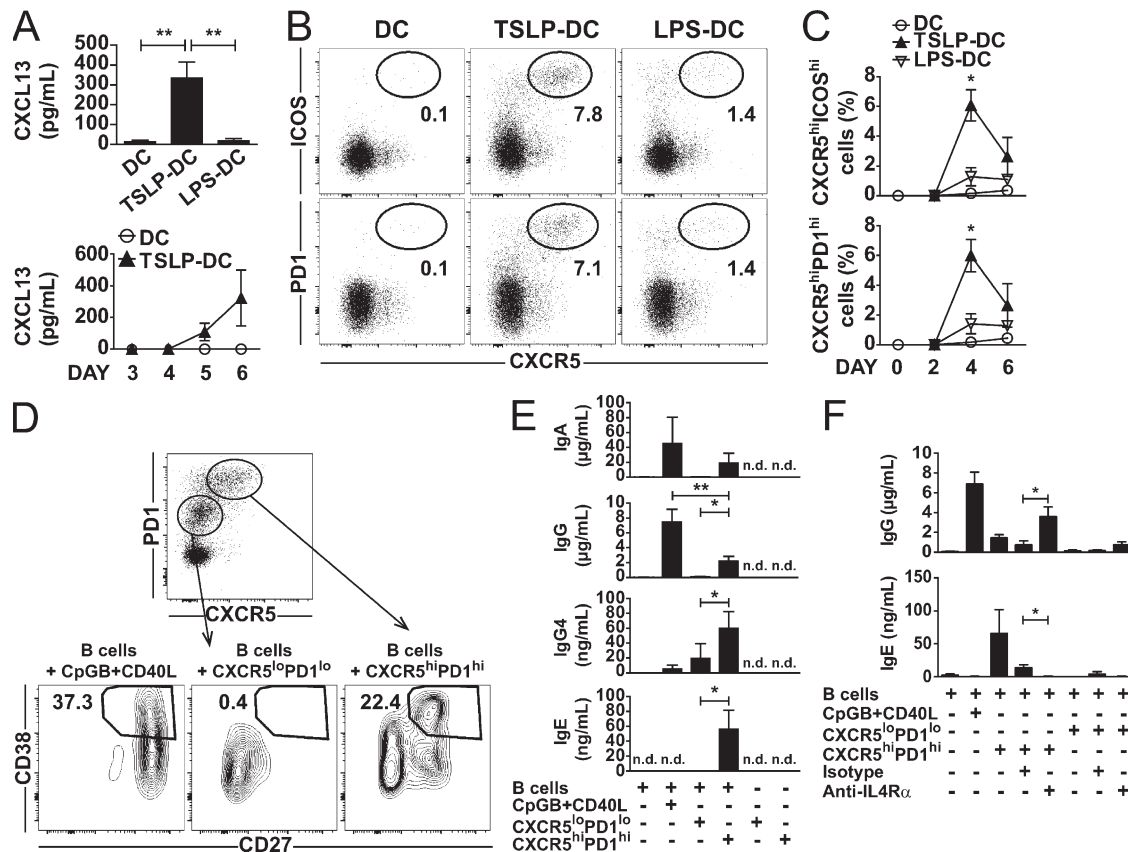 A
500
400
300
200
100
0
CXCL13
(pg/mL)
** **
DC
TSLP-DC
LPS-DC
DC
TSLP-DC
600
400
200
0
CXCL13
(pg/mL)
DAY 3 4 5 6
B
DC TSLP-DC LPS-DC
ICOS
0.1 7.8 1.4
PD1
0.1 7.1 1.4
CXCR5
C
DC
TSLP-DC
LPS-DC
CXCR5hiICOShi
cells (%)
8
6
4
2
0
*
CXCR5hiPD1hi
cells (%)
8
6
4
2
0
*
0 2 4 6
D
PD1
CXCR5
B cells
+ CpGB+CD40L
B cells
+ CXCR5loPD1lo
B cells
+ CXCR5hiPD1hi
37.3 0.4 22.4
CD38
CD27
E
IgA
(µg/mL)
100
80
60
40
20
0
n.d. n.d.
IgG
(µg/mL)
10
8
6
4
2
0
**
*
n.d. n.d.
IgG4
(ng/mL)
100
80
60
40
20
0
*
n.d. n.d.
IgE
(ng/mL)
100
80
60
40
20
0
*
n.d. n.d. n.d. n.d.
B cells + + + + - -
CpGB+CD40L - + - - - -
CXCR5loPD1lo - - + - + -
CXCR5hiPD1hi - - - + - +
F
IgG (µg/mL)
10
8
6
4
2
0
*
IgE (ng/mL)
150
100
50
0
*
B cells + + + + + + + +
CpGB+CD40L - + - - - - - -
CXCR5loPD1lo - - - - - + + +
CXCR5hiPD1hi - - + + + - - -
Isotype - - - + - - + -
Anti-IL4Rα - - - - + - - +